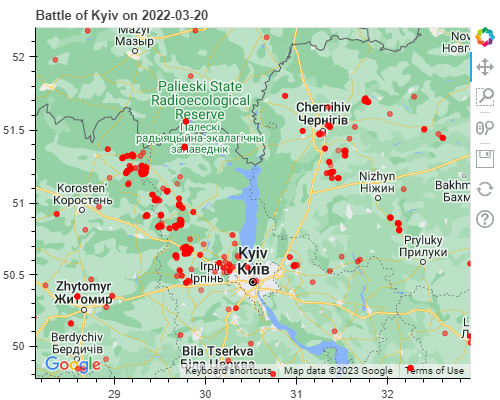 Battle of Kyiv on 2022-03-20
Mazyr
Мазыр
52
51.5
51
50.5
50
Palieski State
Radioecological
Reserve
Палескі
радыяцыйна-экалагічны
запаведнік
Chernihiv
Чернігів
Korosten'
Коростень
Nizhyn
Ніжин
Bakhm
Бахм
Pryluky
Прилуки
Kyiv
Київ
Irpin
Ірпінь
Zhytomyr
Житомир
Berdychiv
Бердичів
Bila Tserkva
Біла Церква
Google
Keyboard shortcuts
Map data ©2023 Google
Terms of Use
29
30
31
32